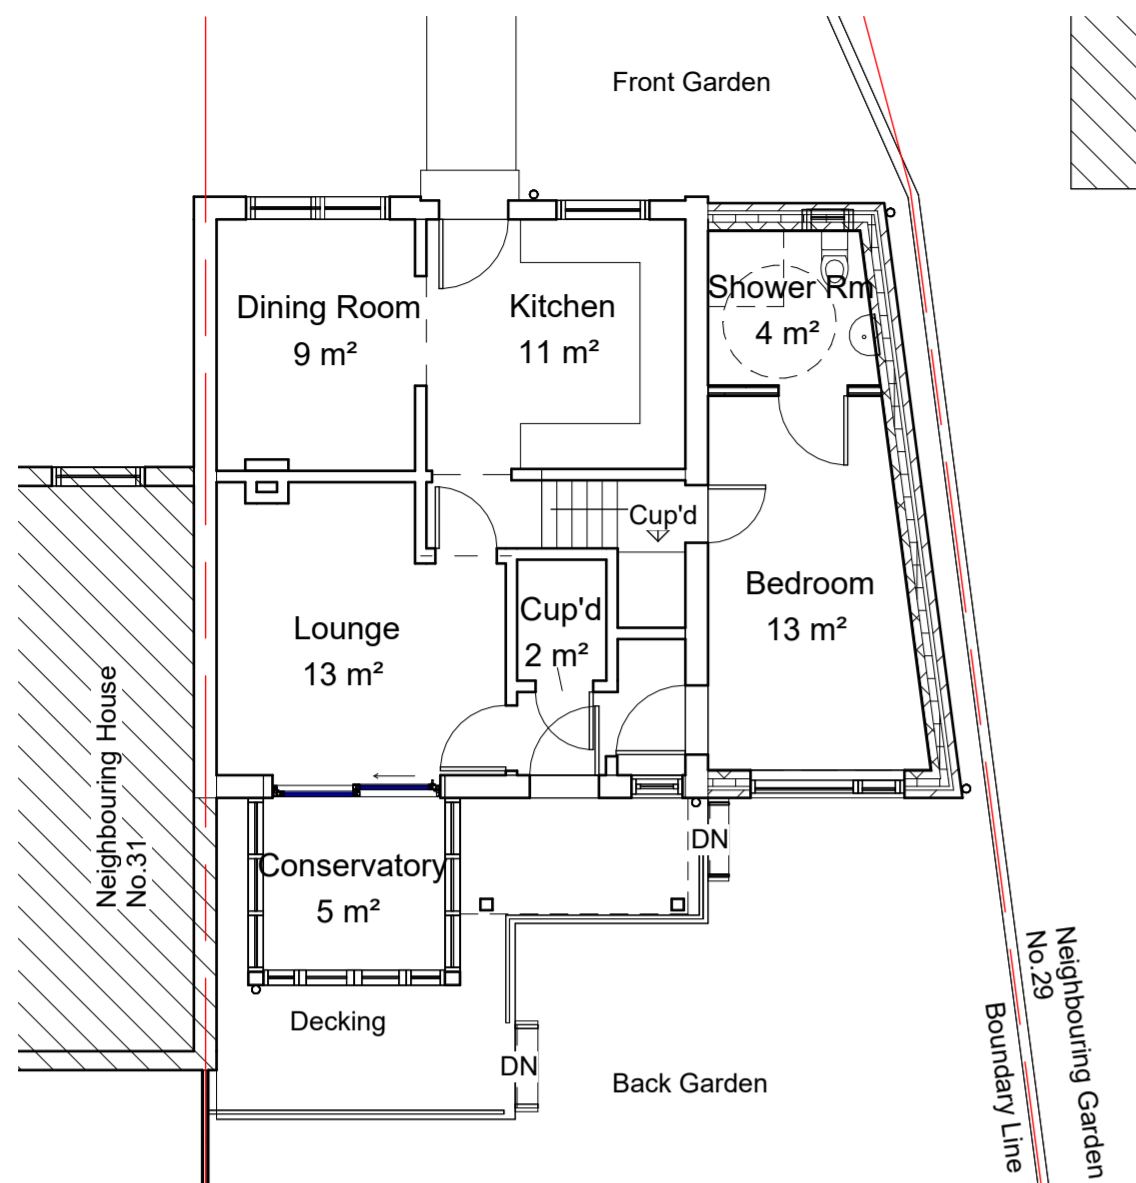 Front Garden
Dining Room
9 m²
Kitchen
11 m²
Shower Rm
4 m²
Cup'd
Bedroom
13 m²
Cup'd
2 m²
Lounge
13 m²
Neighbouring House
No.31
DN
Conservatory
5 m²
Decking
DN
Back Garden
Neighbouring Garden
No.29
Boundary Line